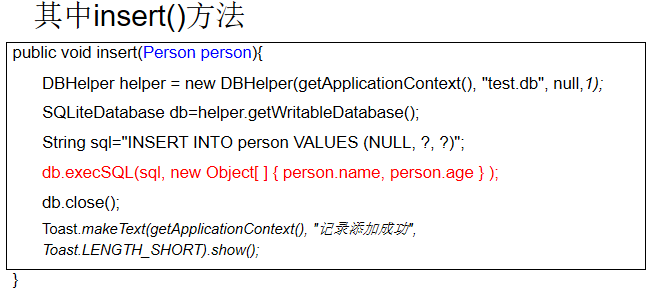 其中insert()方法
public void insert(Person person){
DBHelper helper = new DBHelper(getApplicationContext(), "test.db", null,1);
SQLiteDatabase db=helper.getWritableDatabase();
String sql="INSERT INTO person VALUES (NULL, ?, ?)";
db.execSQL(sql, new Object[ ] { person.name, person.age } );
db.close();
Toast.makeText(getApplicationContext(), "记录添加成功",
Toast.LENGTH_SHORT).show();
}